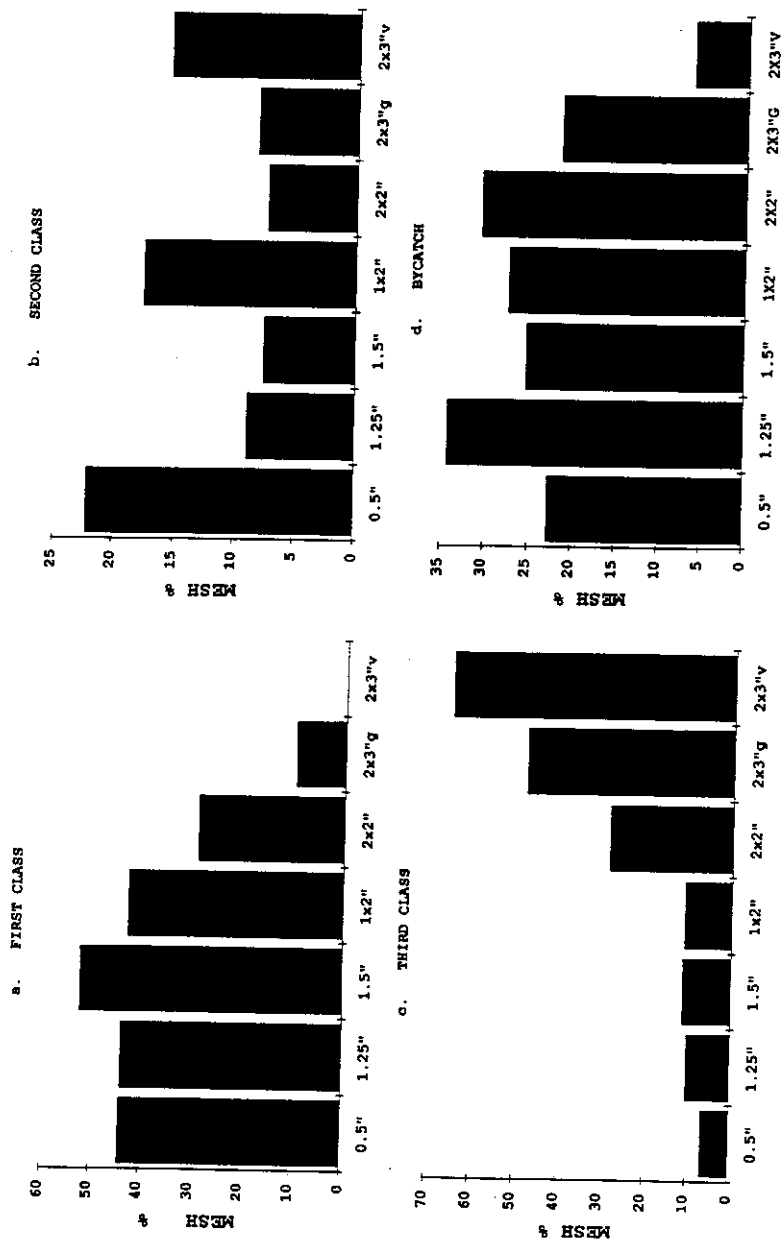 a. FIRST CLASS
60
50
40
30
20
10
0
MESH %
0.5" 1.25" 1.5" 1x2" 2x2" 2x3"g 2x3"v
b. SECOND CLASS
25
20
15
10
5
0
MESH %
0.5" 1.25" 1.5" 1x2" 2x2" 2x3"g 2x3"v
c. THIRD CLASS
70
60
50
40
30
20
10
0
MESH %
0.5" 1.25" 1.5" 1x2" 2x2" 2x3"g 2x3"v
d. BYCATCH
35
30
25
20
15
10
5
0
MESH %
0.5" 1.25" 1.5" 1X2" 2X2" 2X3"G 2X3"V